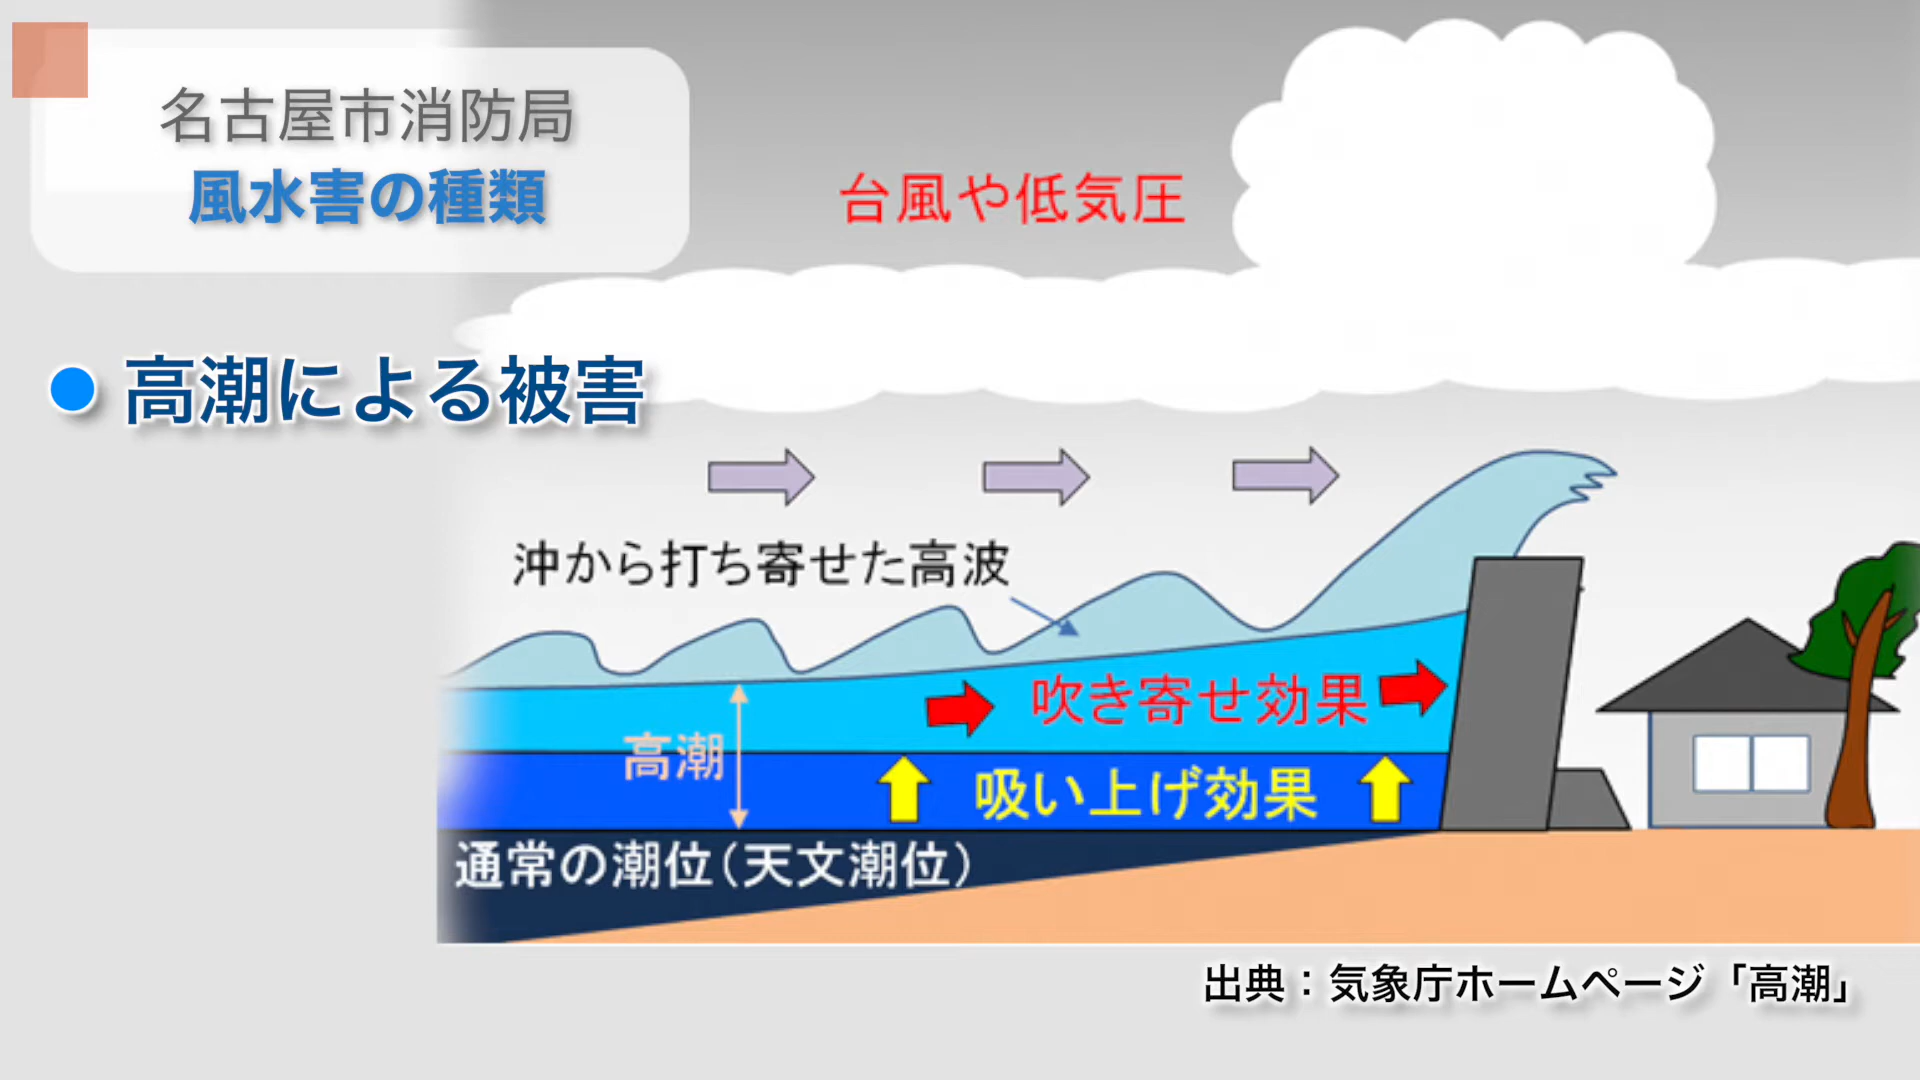 名古屋市消防局
風水害の種類
台風や低気圧
高潮による被害
沖から打ち寄せた高波
吹き寄せ効果
高潮
吸い上げ効果
通常の潮位(天文潮位)
出典：気象庁ホームページ「高潮」